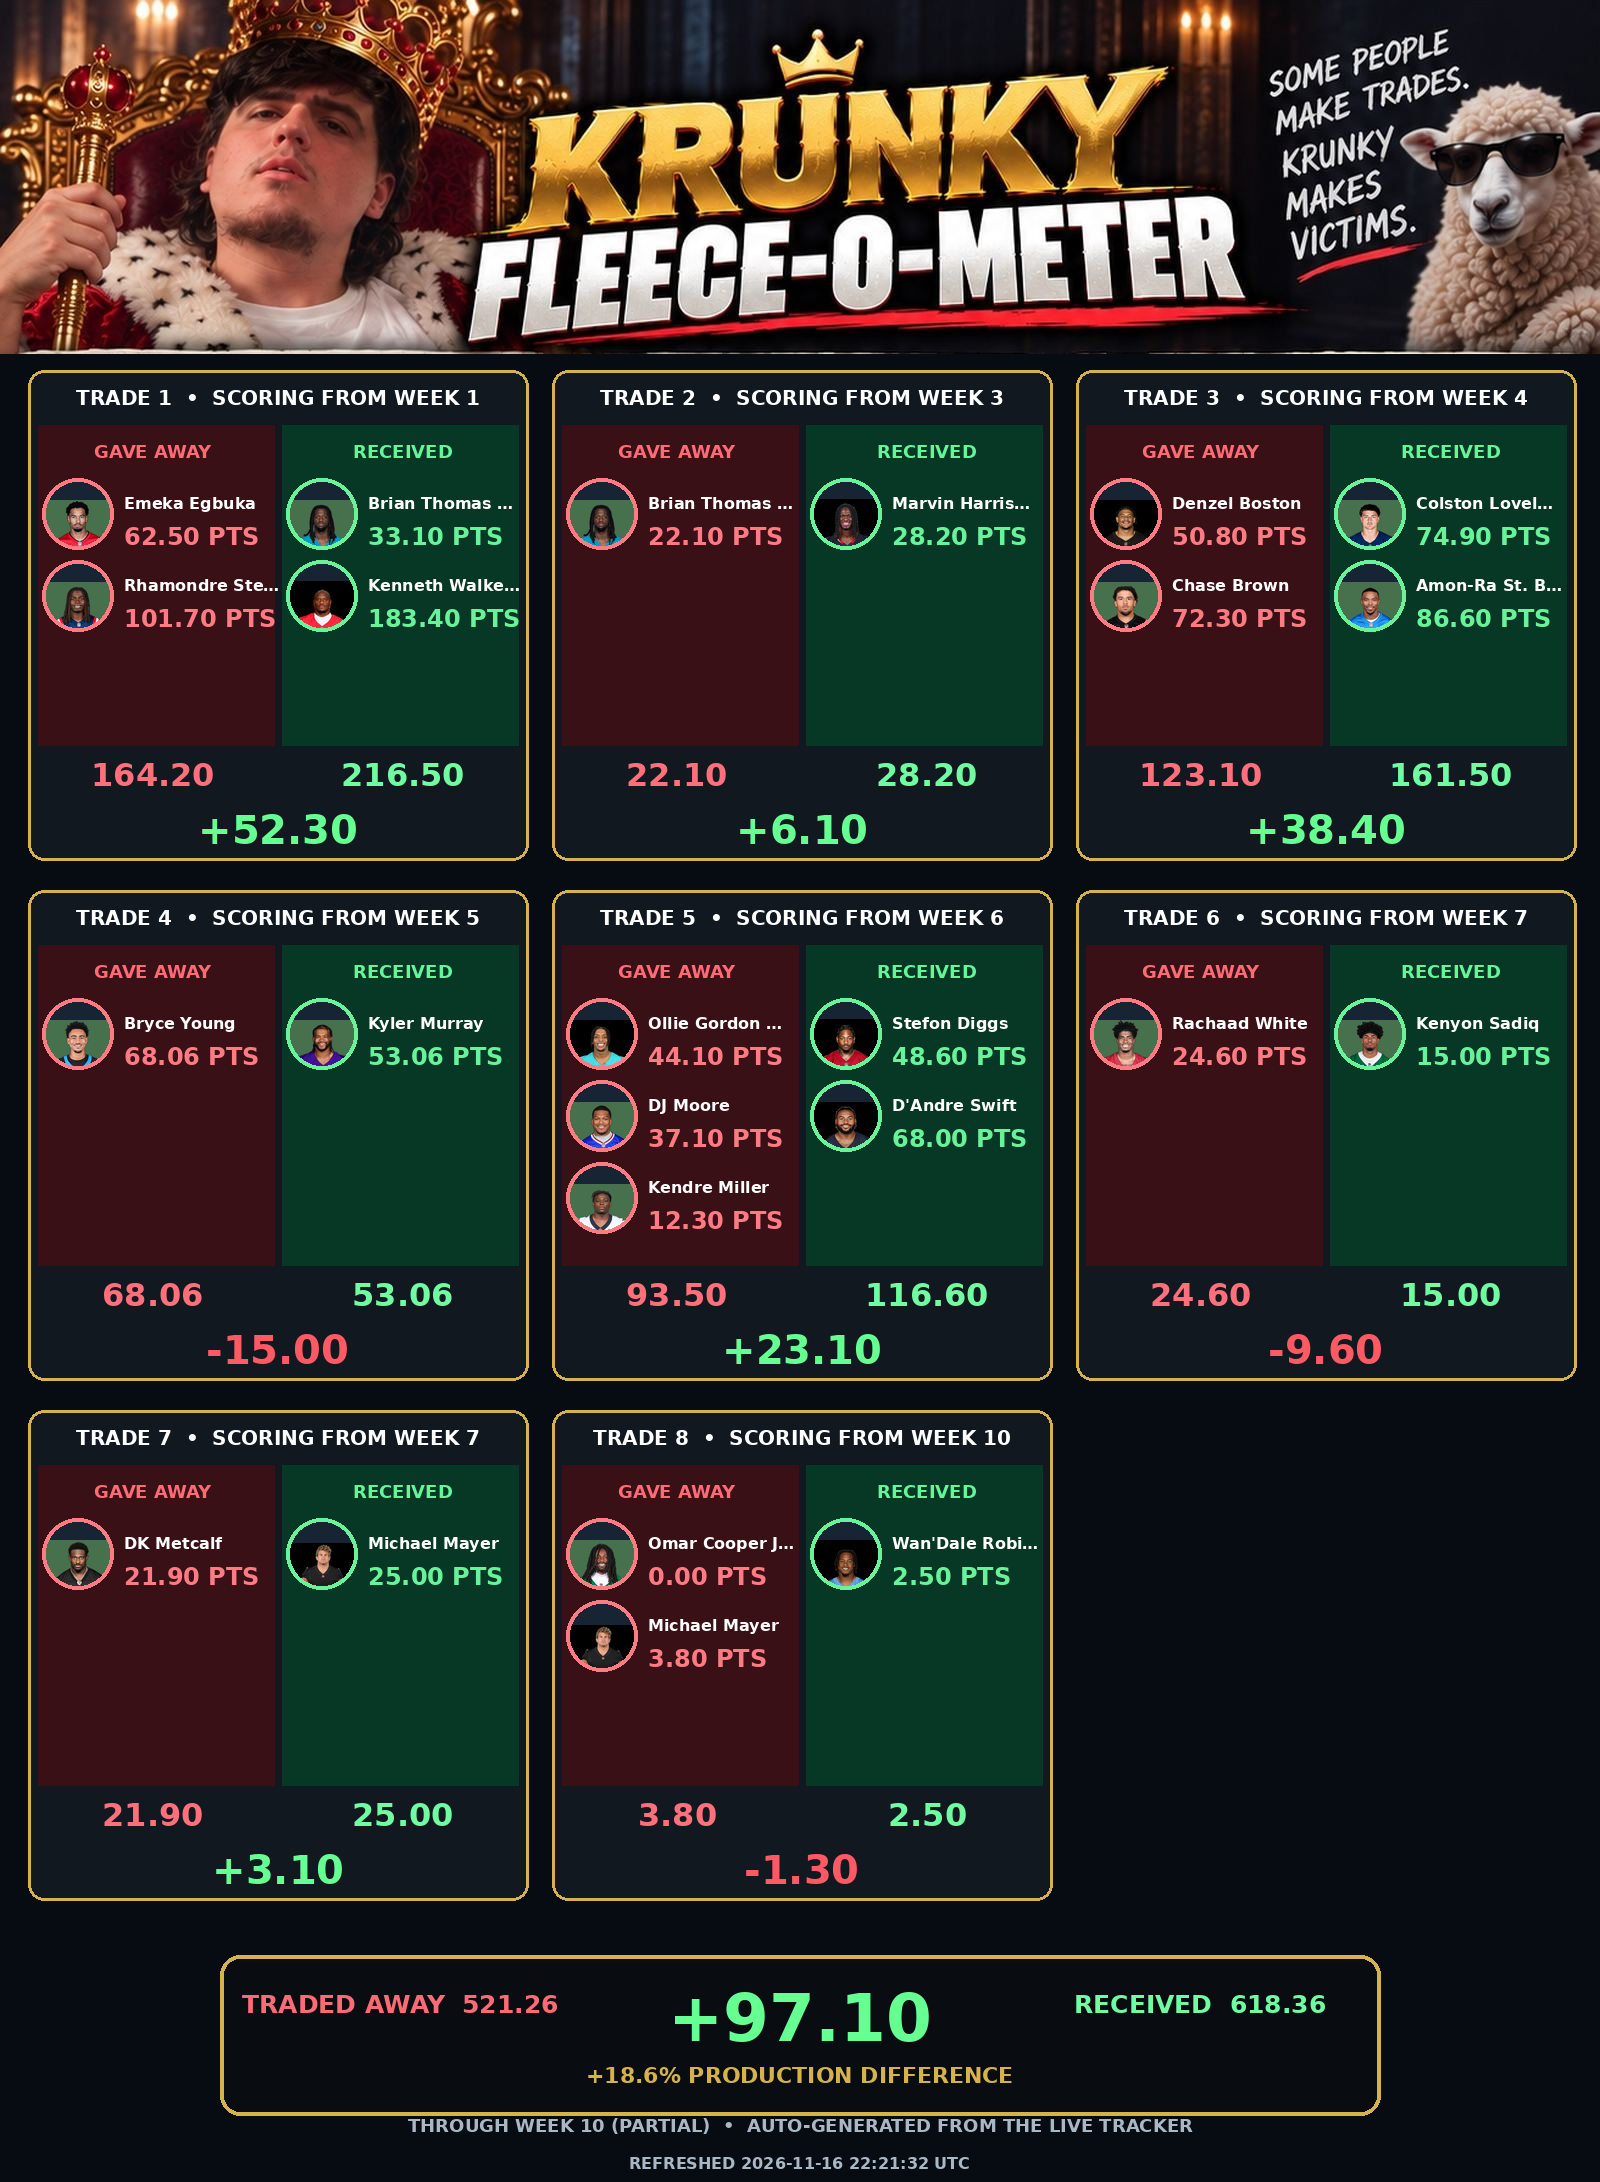 KRUNKY
FLEECE-O-METER
SOME PEOPLE
MAKE TRADES.
KRUNKY
MAKES
VICTIMS.
TRADE 1 • SCORING FROM WEEK 1
GAVE AWAY
Emeka Egbuka
62.50 PTS
Rhamondre Ste...
101.70 PTS
RECEIVED
Brian Thomas ...
33.10 PTS
Kenneth Walke...
183.40 PTS
164.20 216.50
+52.30
TRADE 2 • SCORING FROM WEEK 3
GAVE AWAY
Brian Thomas ...
22.10 PTS
RECEIVED
Marvin Harris...
28.20 PTS
22.10 28.20
+6.10
TRADE 3 • SCORING FROM WEEK 4
GAVE AWAY
Denzel Boston
50.80 PTS
Chase Brown
72.30 PTS
RECEIVED
Colston Lovel...
74.90 PTS
Amon-Ra St. B...
86.60 PTS
123.10 161.50
+38.40
TRADE 4 • SCORING FROM WEEK 5
GAVE AWAY
Bryce Young
68.06 PTS
RECEIVED
Kyler Murray
53.06 PTS
68.06 53.06
-15.00
TRADE 5 • SCORING FROM WEEK 6
GAVE AWAY
Ollie Gordon ...
44.10 PTS
DJ Moore
37.10 PTS
Kendre Miller
12.30 PTS
RECEIVED
Stefon Diggs
48.60 PTS
D'Andre Swift
68.00 PTS
93.50 116.60
+23.10
TRADE 6 • SCORING FROM WEEK 7
GAVE AWAY
Rachaad White
24.60 PTS
RECEIVED
Kenyon Sadiq
15.00 PTS
24.60 15.00
-9.60
TRADE 7 • SCORING FROM WEEK 7
GAVE AWAY
DK Metcalf
21.90 PTS
RECEIVED
Michael Mayer
25.00 PTS
21.90 25.00
+3.10
TRADE 8 • SCORING FROM WEEK 10
GAVE AWAY
Omar Cooper J...
0.00 PTS
Michael Mayer
3.80 PTS
RECEIVED
Wan'Dale Robi...
2.50 PTS
3.80 2.50
-1.30
TRADED AWAY 521.26 +97.10 RECEIVED 618.36
+18.6% PRODUCTION DIFFERENCE
THROUGH WEEK 10 (PARTIAL) • AUTO-GENERATED FROM THE LIVE TRACKER
REFRESHED 2026-11-16 22:21:32 UTC